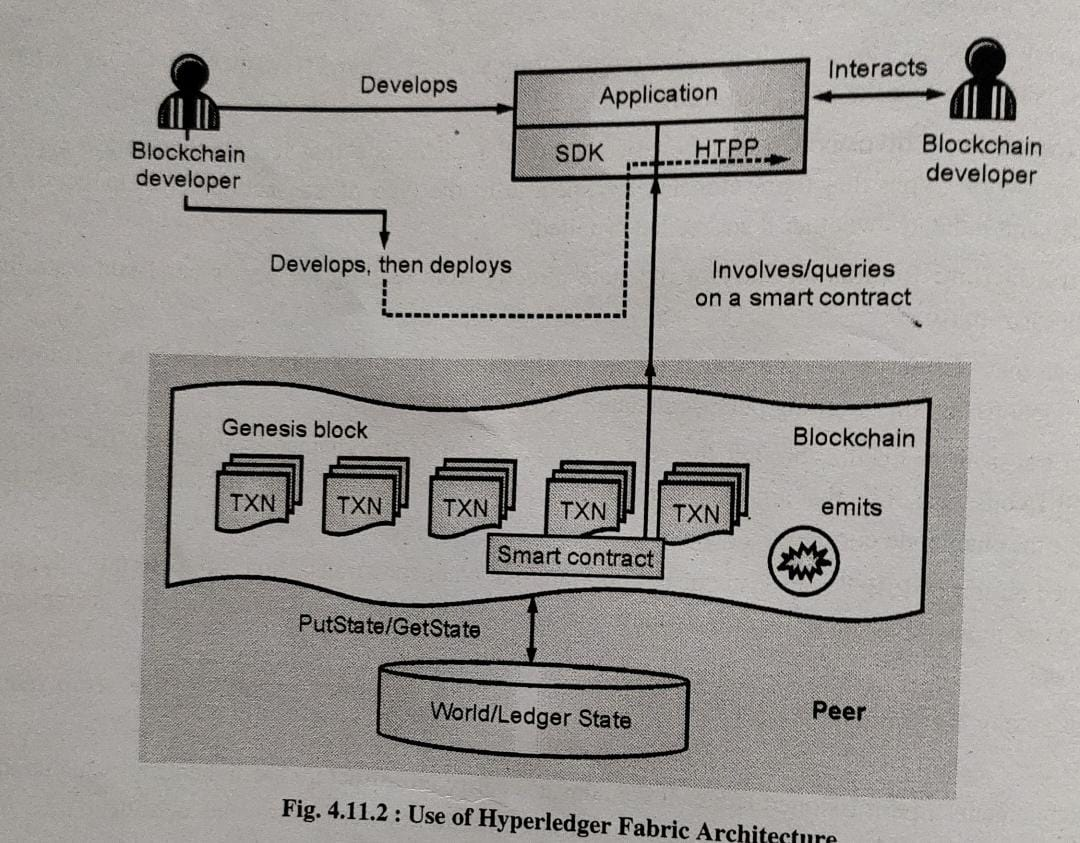 Develops
Application
Interacts
SDK
HTPP
Blockchain
developer
Blockchain
developer
Develops, then deploys
Involves/queries
on a smart contract
Genesis block
Blockchain
TXN
TXN
TXN
TXN
TXN
emits
Smart contract
PutState/GetState
World/Ledger State
Peer
Fig. 4.11.2 : Use of Hyperledger Fabric Architecture